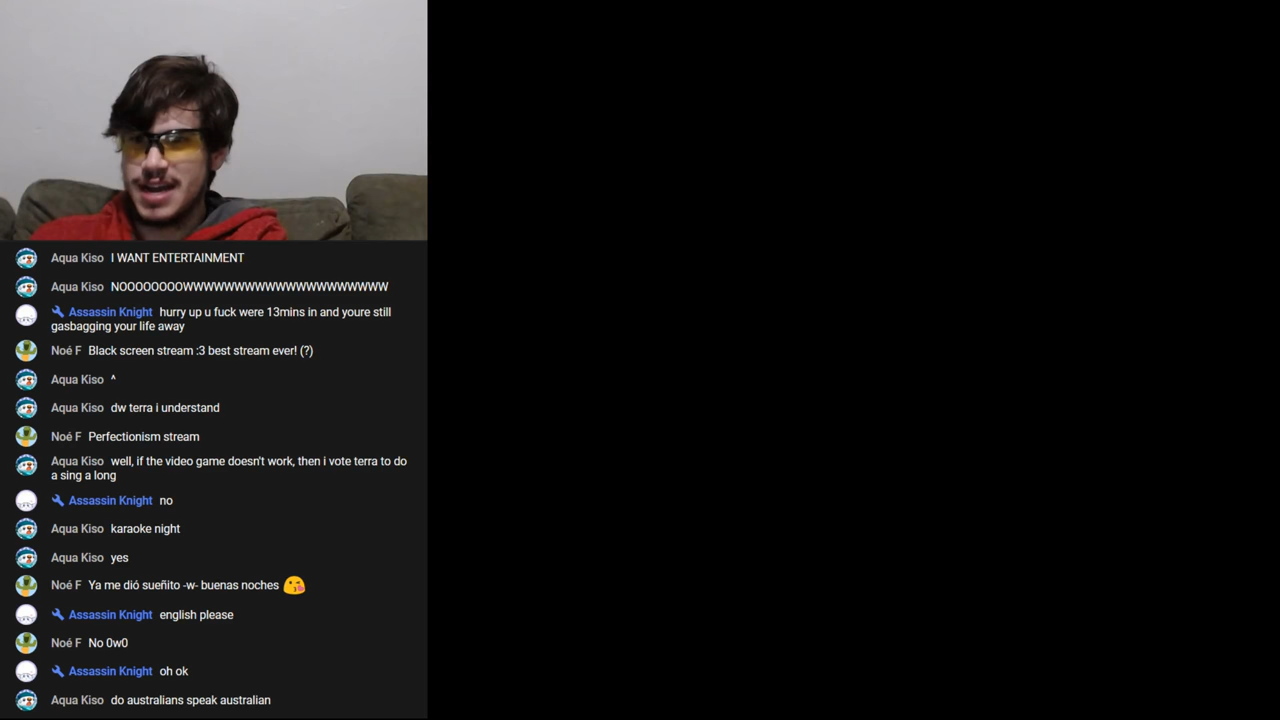 Aqua Kiso I WANT ENTERTAINMENT
Aqua Kiso NOOOOOOOOWWWWWWWWWWWWWWWWWWWW
Assassin Knight hurry up u fuck were 13mins in and youre still
gasbagging your life away
Noé F Black screen stream :3 best stream ever! (?)
Aqua Kiso ^
Aqua Kiso dw terra i understand
Noé F Perfectionism stream
Aqua Kiso well, if the video game doesn't work, then i vote terra to do
a sing a long
Assassin Knight no
Aqua Kiso karaoke night
Aqua Kiso yes
Noé F Ya me dió sueñito -w- buenas noches 😘
Assassin Knight english please
Noé F No 0w0
Assassin Knight oh ok
Aqua Kiso do australians speak australian